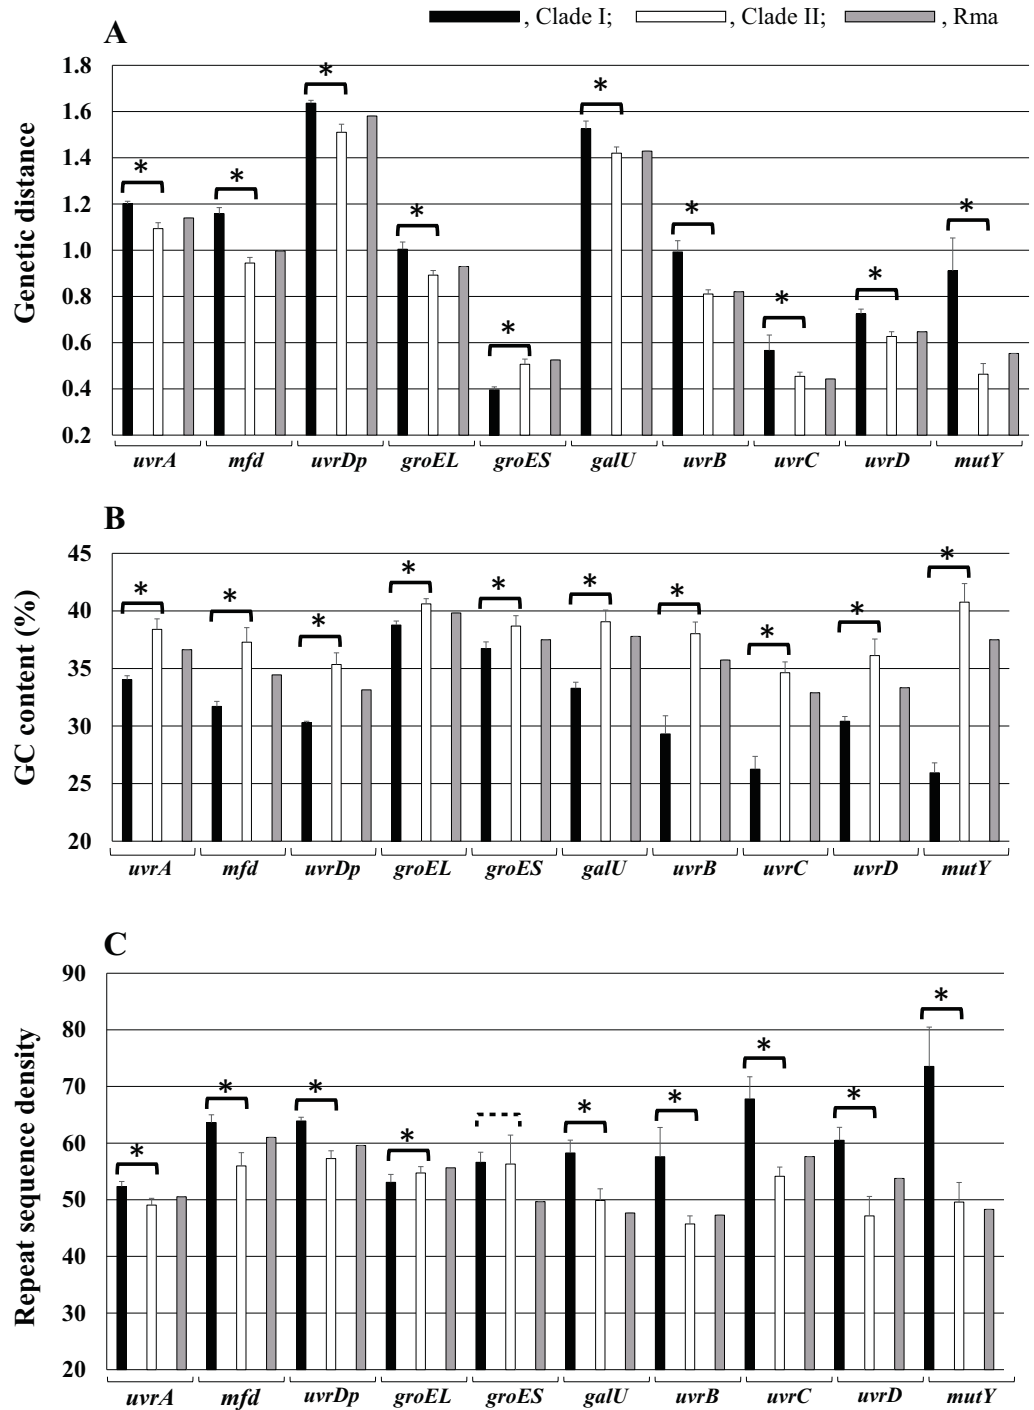 , Clade I; , Clade II; , Rma
A
Genetic distance
1.8
1.6
1.4
1.2
1.0
0.8
0.6
0.4
0.2
* * * * * * * * * *
uvrA mfd uvrDp groEL groES galU uvrB uvrC uvrD mutY
B
GC content (%)
45
40
35
30
25
20
* * * * * * * * * *
uvrA mfd uvrDp groEL groES galU uvrB uvrC uvrD mutY
C
Repeat sequence density
90
80
70
60
50
40
30
20
* * * * * * * * *
uvrA mfd uvrDp groEL groES galU uvrB uvrC uvrD mutY